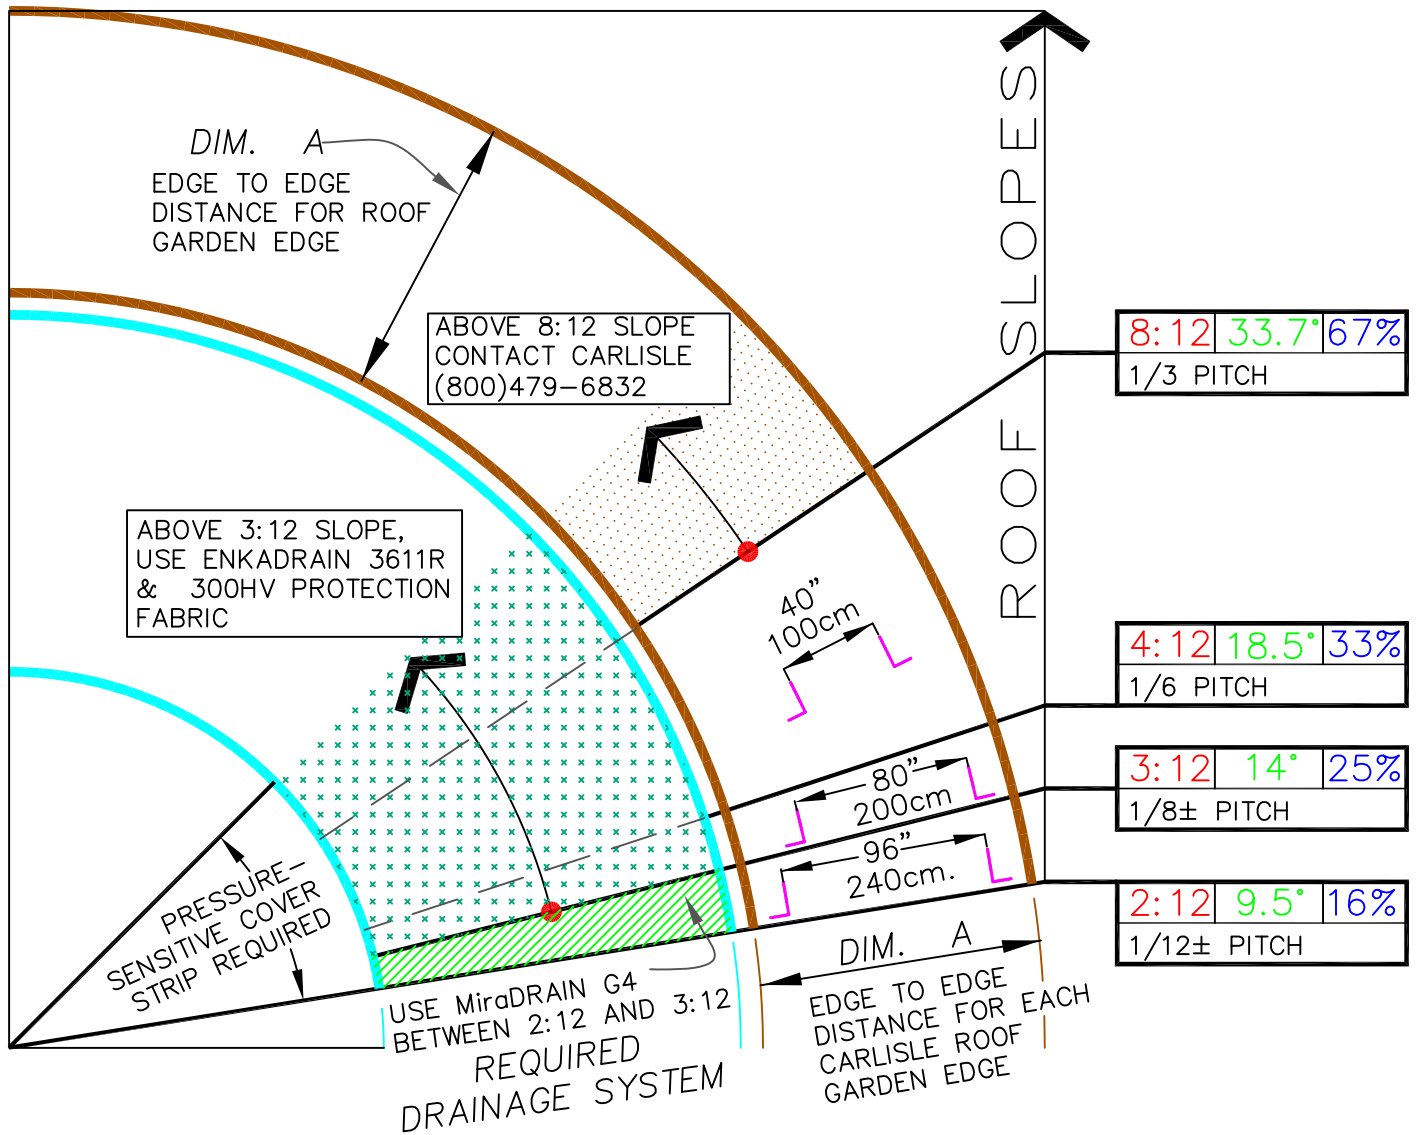 DIM. A
EDGE TO EDGE
DISTANCE FOR ROOF
GARDEN EDGE
ABOVE 8:12 SLOPE
CONTACT CARLISLE
(800)479-6832
ABOVE 3:12 SLOPE,
USE ENKADRAIN 3611R
& 300HV PROTECTION
FABRIC
PRESSURE-
SENSITIVE COVER
STRIP REQUIRED
USE MiraDRAIN G4
BETWEEN 2:12 AND 3:12
REQUIRED
DRAINAGE SYSTEM
40"
100cm
80"
200cm
96"
240cm.
DIM. A
EDGE TO EDGE
DISTANCE FOR EACH
CARLISLE ROOF
GARDEN EDGE
ROOF SLOPES
8:12 33.7° 67%
1/3 PITCH
4:12 18.5° 33%
1/6 PITCH
3:12 14° 25%
1/8± PITCH
2:12 9.5° 16%
1/12± PITCH